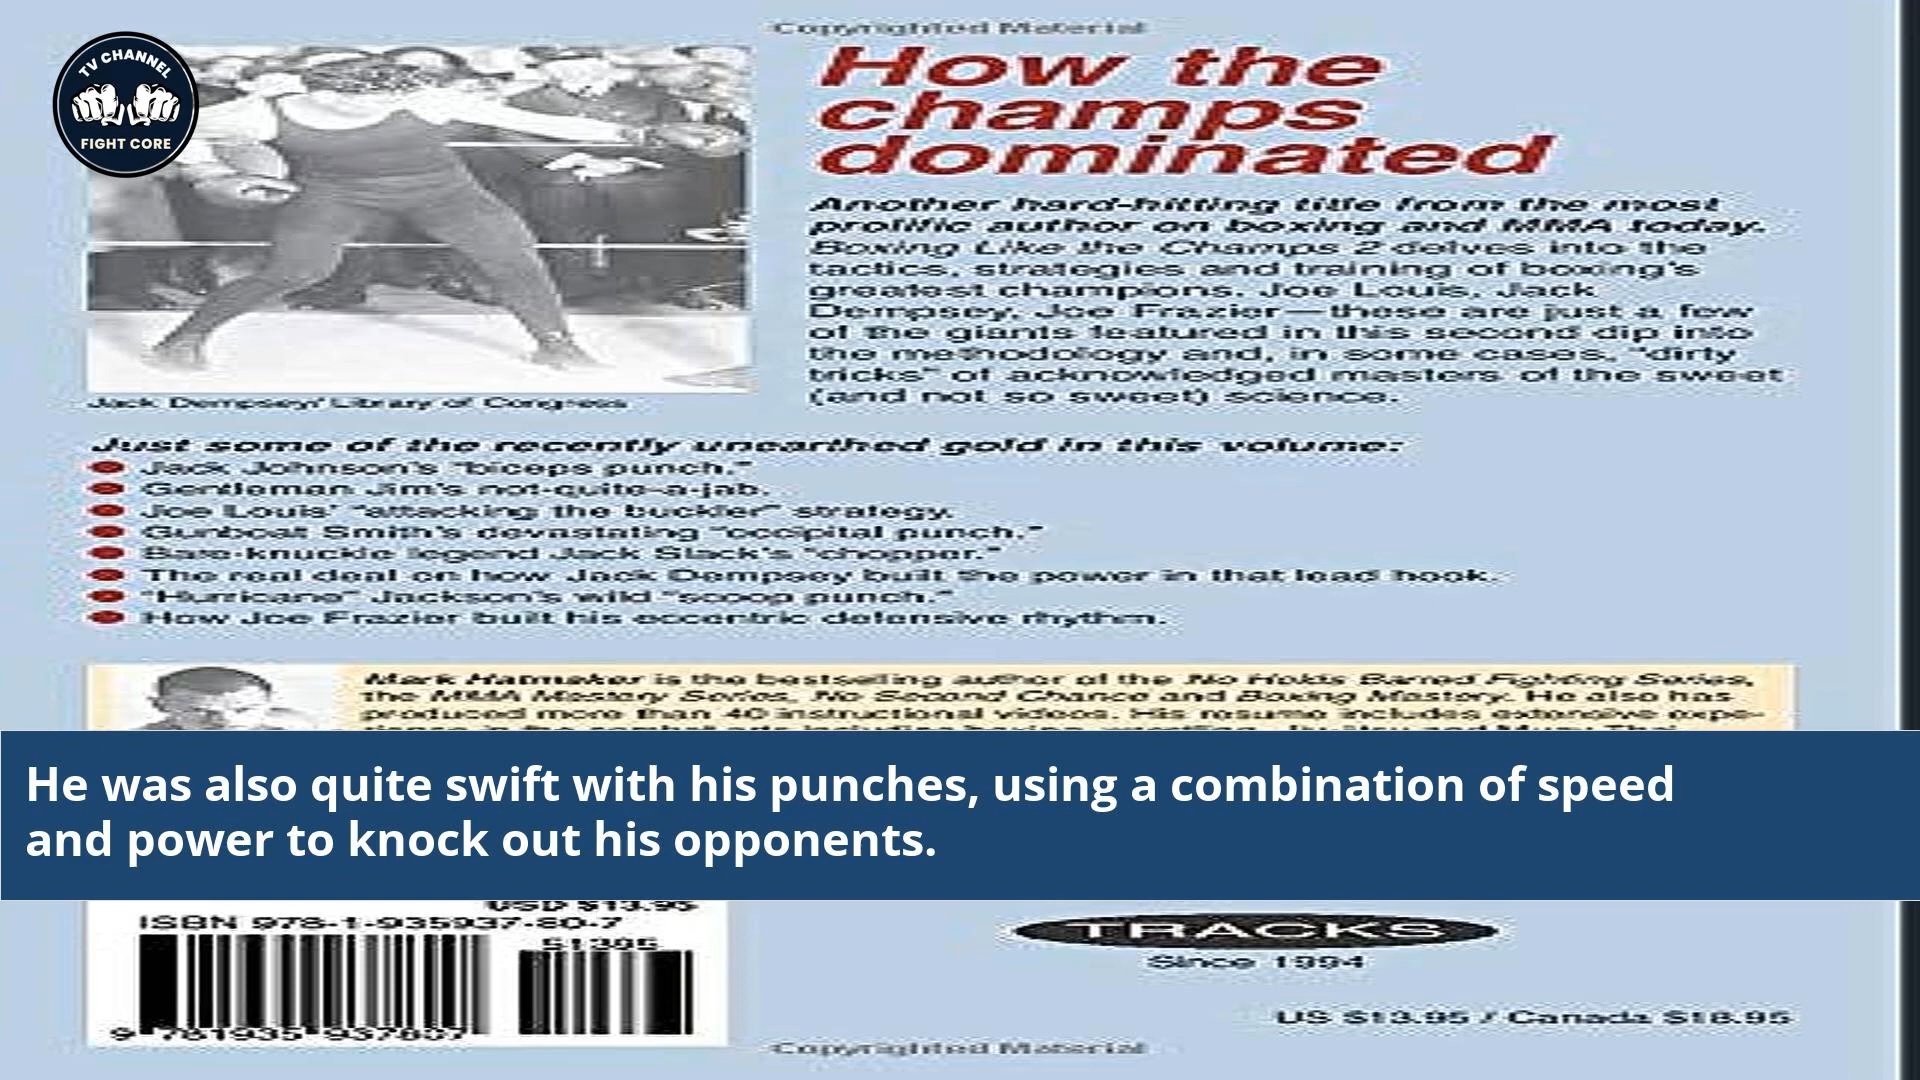 Copyrighted Material
TV CHANNEL
FIGHT CORE
How the
champs
dominated
Another hard-hitting title from the most
prolific author on boxing and MMA today.
Boxing Like the Champs 2 delves into the
tactics, strategies and training of boxing's
greatest champions. Joe Louis, Jack
Dempsey, Joe Frazier—these are just a few
of the giants featured in this second dip into
the methodology and, in some cases, "dirty
tricks" of acknowledged masters of the sweet
(and not so sweet) science.
Jack Dempsey/ Library of Congress
Just some of the recently unearthed gold in this volume:
Jack Johnson's "biceps punch."
Gentleman Jim's not-quite-a-jab.
Joe Louis' "attacking the buckler" strategy.
Gunboat Smith's devastating "occipital punch."
Bare-knuckle legend Jack Slack's "chopper."
The real deal on how Jack Dempsey built the power in that lead hook.
"Hurricane" Jackson's wild "scoop punch."
How Joe Frazier built his eccentric defensive rhythm.
Mark Hatmaker is the bestselling author of the No Holds Barred Fighting Series,
the MMA Mastery Series, No Second Chance and Boxing Mastery. He also has
produced more than 40 instructional videos. His resume includes extensive expe-
He was also quite swift with his punches, using a combination of speed
and power to knock out his opponents.
USD $13.95
ISBN 978-1-935937-80-7
51395
9 781935 937807
TRACKS
Since 1994
US $13.95 / Canada $18.95
Copyrighted Material